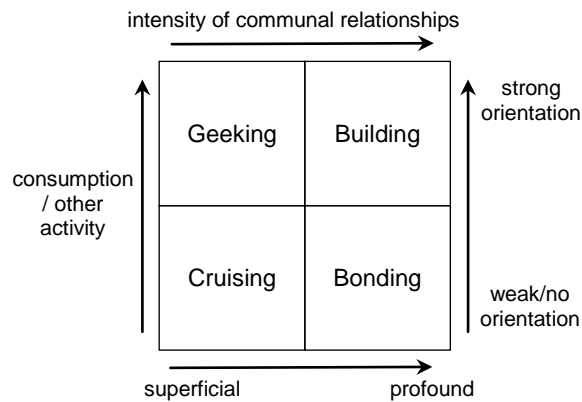 intensity of communal relationships
strong
orientation
Geeking
Building
consumption
/ other
activity
Cruising
Bonding
weak/no
orientation
superficial
profound